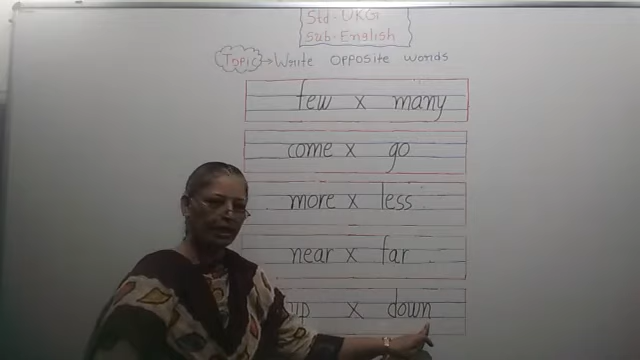 Std-UKG
Sub-English
Topic → Write opposite words
few x many
come x go
more x less
near x far
up x down